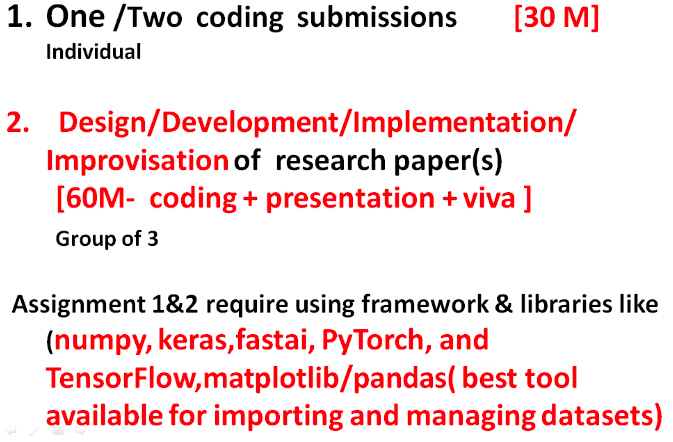 1. One /Two coding submissions [30 M]
Individual
2. Design/Development/Implementation/
Improvisation of research paper(s)
[60M- coding + presentation + viva ]
Group of 3
Assignment 1&2 require using framework & libraries like
(numpy, keras,fastai, PyTorch, and
TensorFlow,matplotlib/pandas( best tool
available for importing and managing datasets)